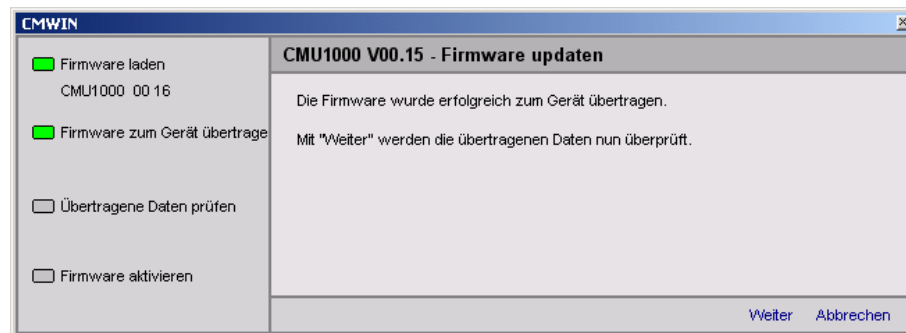 CMWIN
Firmware laden
CMU1000 00 16
Firmware zum Gerät übertrage
Übertragene Daten prüfen
Firmware aktivieren
CMU1000 V00.15 - Firmware updaten
Die Firmware wurde erfolgreich zum Gerät übertragen.
Mit "Weiter" werden die übertragenen Daten nun überprüft.
Weiter Abbrechen